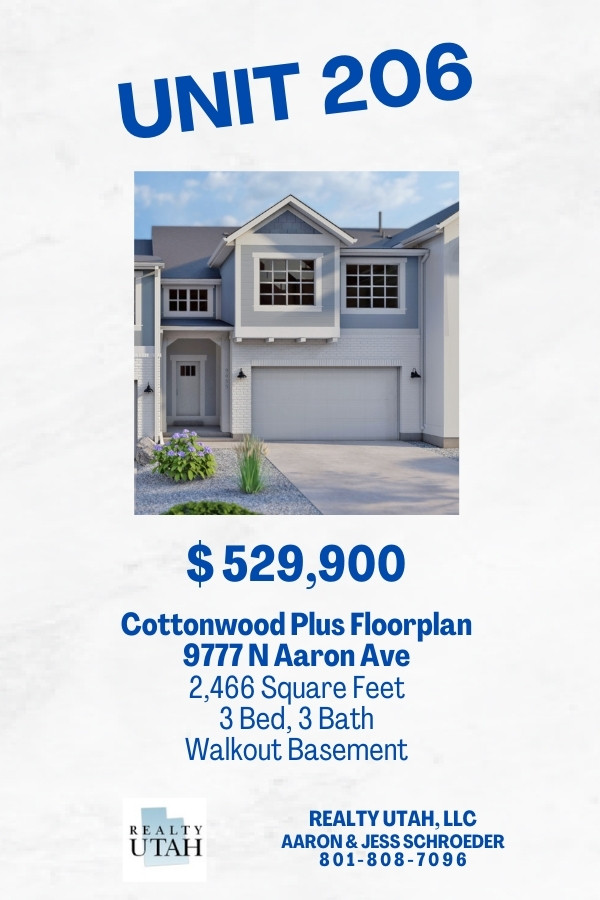 UNIT 206
$529,900
Cottonwood Plus Floorplan
9777 N Aaron Ave
2,466 Square Feet
3 Bed, 3 Bath
Walkout Basement
REALTY
UTAH
REALTY UTAH, LLC
AARON & JESS SCHROEDER
801-808-7096